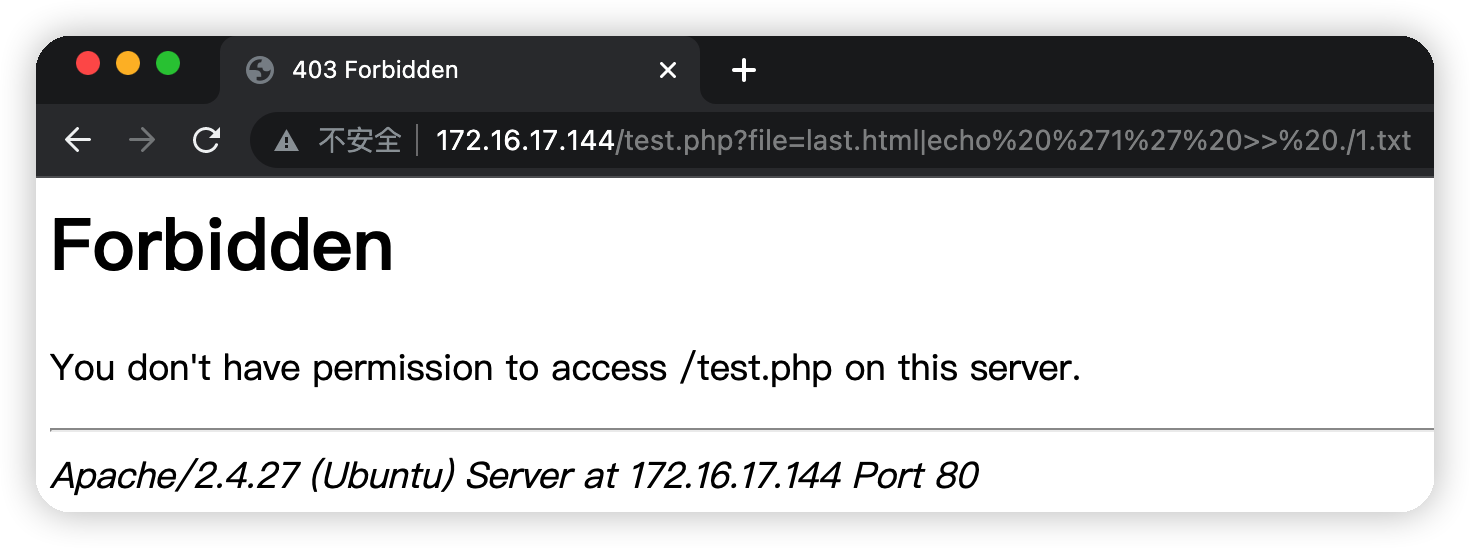 403 Forbidden
不安全 172.16.17.144/test.php?file=last.html|echo%20%271%27%20>>%20./1.txt
Forbidden
You don't have permission to access /test.php on this server.
Apache/2.4.27 (Ubuntu) Server at 172.16.17.144 Port 80